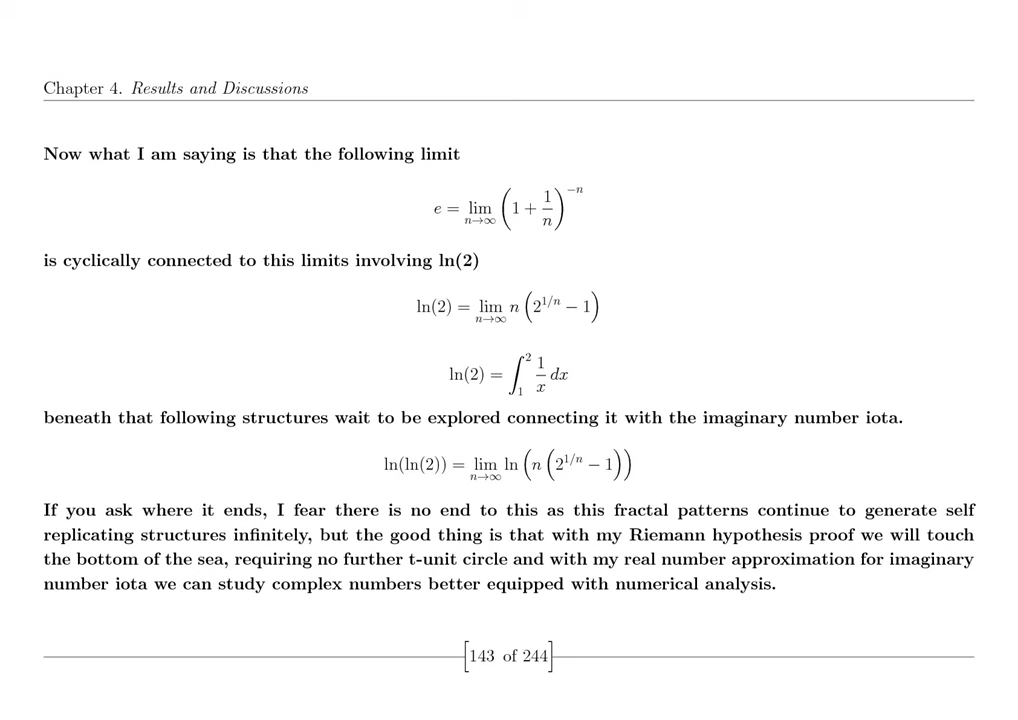 Chapter 4. Results and Discussions
Now what I am saying is that the following limit
e = lim n→∞ (1 + 1/n)^−n
is cyclically connected to this limits involving ln(2)
ln(2) = lim n→∞ n (2^1/n − 1)
ln(2) = ∫₁² 1/x dx
beneath that following structures wait to be explored connecting it with the imaginary number iota.
ln(ln(2)) = lim n→∞ ln (n (2^1/n − 1))
If you ask where it ends, I fear there is no end to this as this fractal patterns continue to generate self
replicating structures infinitely, but the good thing is that with my Riemann hypothesis proof we will touch
the bottom of the sea, requiring no further t-unit circle and with my real number approximation for imaginary
number iota we can study complex numbers better equipped with numerical analysis.
[143 of 244]